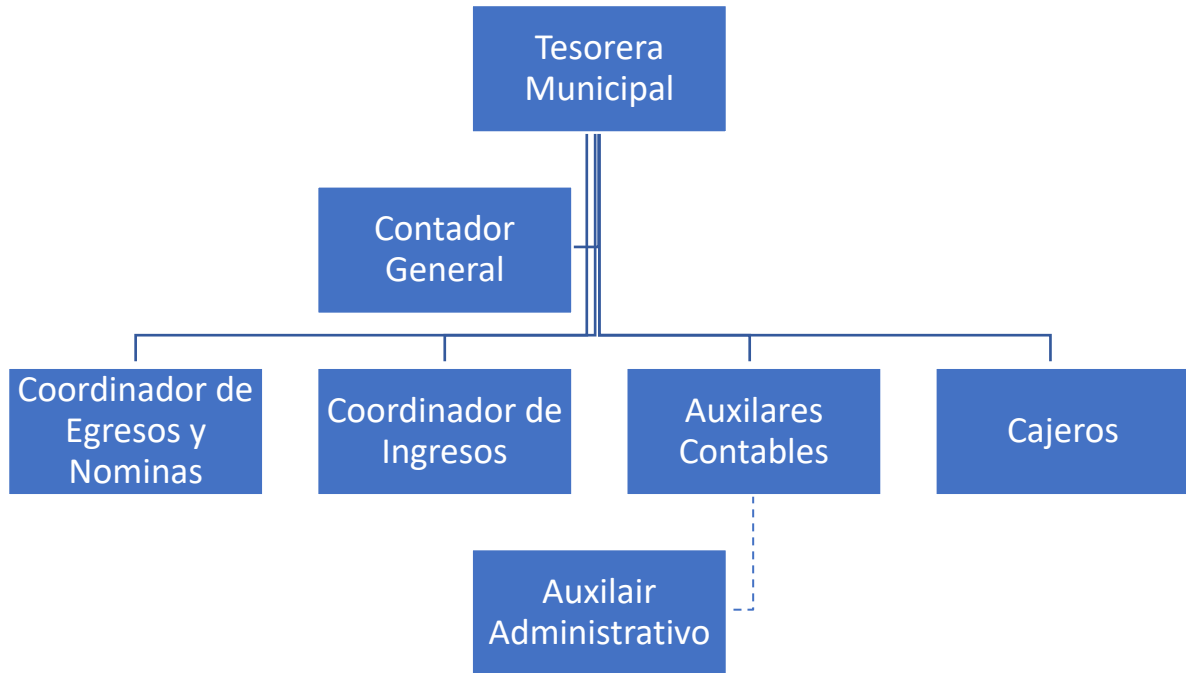 Tesorera
Municipal
Contador
General
Coordinador de
Egresos y
Nominas
Coordinador de
Ingresos
Auxilares
Contables
Cajeros
Auxilair
Administrativo